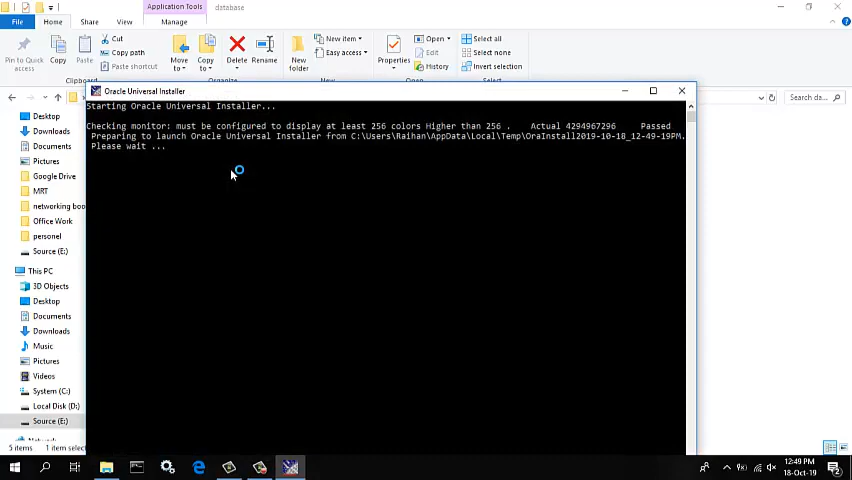 Application Tools
database
File
Home
Share
View
Manage
Pin to Quick access
Copy
Paste
Cut
Copy path
Paste shortcut
Clipboard
Move to
Copy to
Delete
Rename
Organize
New folder
New item
Easy access
New
Properties
Open
Edit
History
Open
Select all
Select none
Invert selection
Select
Search da...
Desktop
Downloads
Documents
Pictures
Google Drive
MRT
networking boo
Office Work
personel
Source (E:)
This PC
3D Objects
Desktop
Documents
Downloads
Music
Pictures
Videos
System (C:)
Local Disk (D:)
Source (E:)
5 items
1 item selec
Oracle Universal Installer
Starting Oracle Universal Installer...
Checking monitor: must be configured to display at least 256 colors Higher than 256 . Actual 4294967296 Passed
Preparing to launch Oracle Universal Installer from C:\Users\Raihan\AppData\Local\Temp\OraInstall2019-10-18_12-49-19PM.
Please wait ...
12:49 PM
18-Oct-19
2